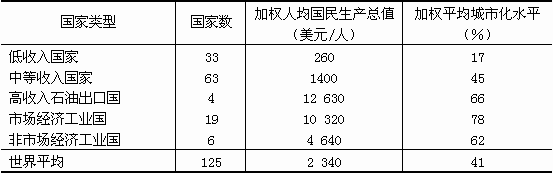 国家类型 国家数 加权人均国民生产总值 加权平均城市化水平
（美元/人） （%）
低收入国家 33 260 17
中等收入国家 63 1400 45
高收入石油出口国 4 12 630 66
市场经济工业国 19 10 320 78
非市场经济工业国 6 4 640 62
世界平均 125 2 340 41